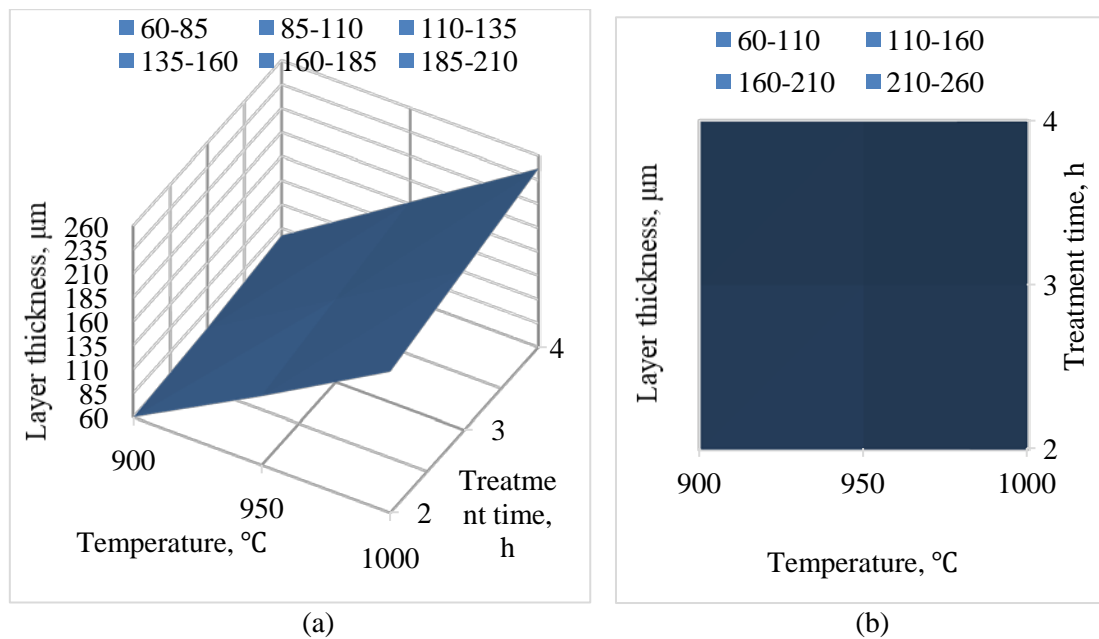 60-85 85-110 110-135
135-160 160-185 185-210
Layer thickness, μm
260
235
210
185
160
135
110
85
60
900
950
1000
Temperature, °C
2
3
4
Treatme
nt time,
h
(a)
60-110 110-160
160-210 210-260
Layer thickness, μm
4
3
2
Treatment time, h
900 950 1000
Temperature, °C
(b)